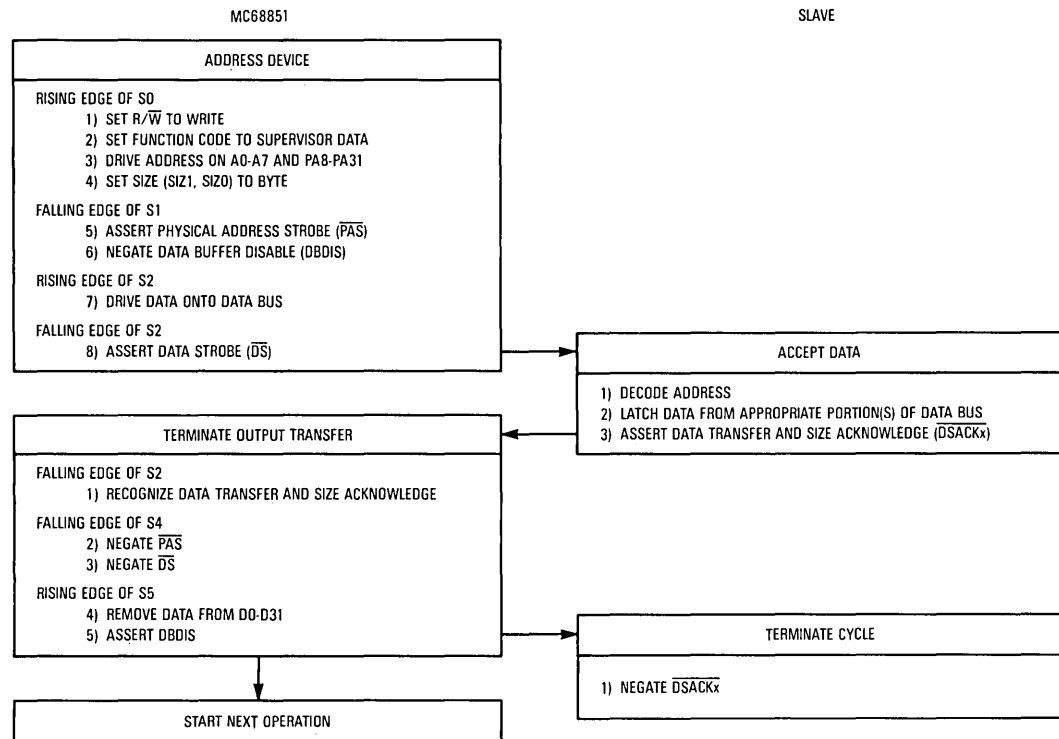 MC68851
SLAVE
ADDRESS DEVICE
RISING EDGE OF S0
1) SET R/W̅ TO WRITE
2) SET FUNCTION CODE TO SUPERVISOR DATA
3) DRIVE ADDRESS ON A0-A7 AND PA8-PA31
4) SET SIZE (SIZ1, SIZ0) TO BYTE
FALLING EDGE OF S1
5) ASSERT PHYSICAL ADDRESS STROBE (P̅A̅S̅)
6) NEGATE DATA BUFFER DISABLE (DBDIS)
RISING EDGE OF S2
7) DRIVE DATA ONTO DATA BUS
FALLING EDGE OF S2
8) ASSERT DATA STROBE (D̅S̅)
ACCEPT DATA
1) DECODE ADDRESS
2) LATCH DATA FROM APPROPRIATE PORTION(S) OF DATA BUS
3) ASSERT DATA TRANSFER AND SIZE ACKNOWLEDGE (D̅S̅A̅C̅K̅x̅)
TERMINATE OUTPUT TRANSFER
FALLING EDGE OF S2
1) RECOGNIZE DATA TRANSFER AND SIZE ACKNOWLEDGE
FALLING EDGE OF S4
2) NEGATE P̅A̅S̅
3) NEGATE D̅S̅
RISING EDGE OF S5
4) REMOVE DATA FROM D0-D31
5) ASSERT DBDIS
TERMINATE CYCLE
1) NEGATE D̅S̅A̅C̅K̅x̅
START NEXT OPERATION